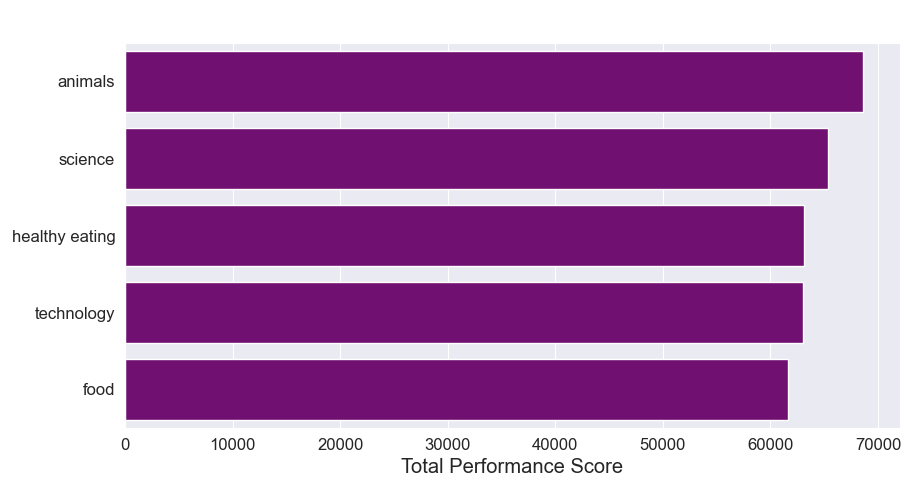 animals
science
healthy eating
technology
food
0 10000 20000 30000 40000 50000 60000 70000
Total Performance Score